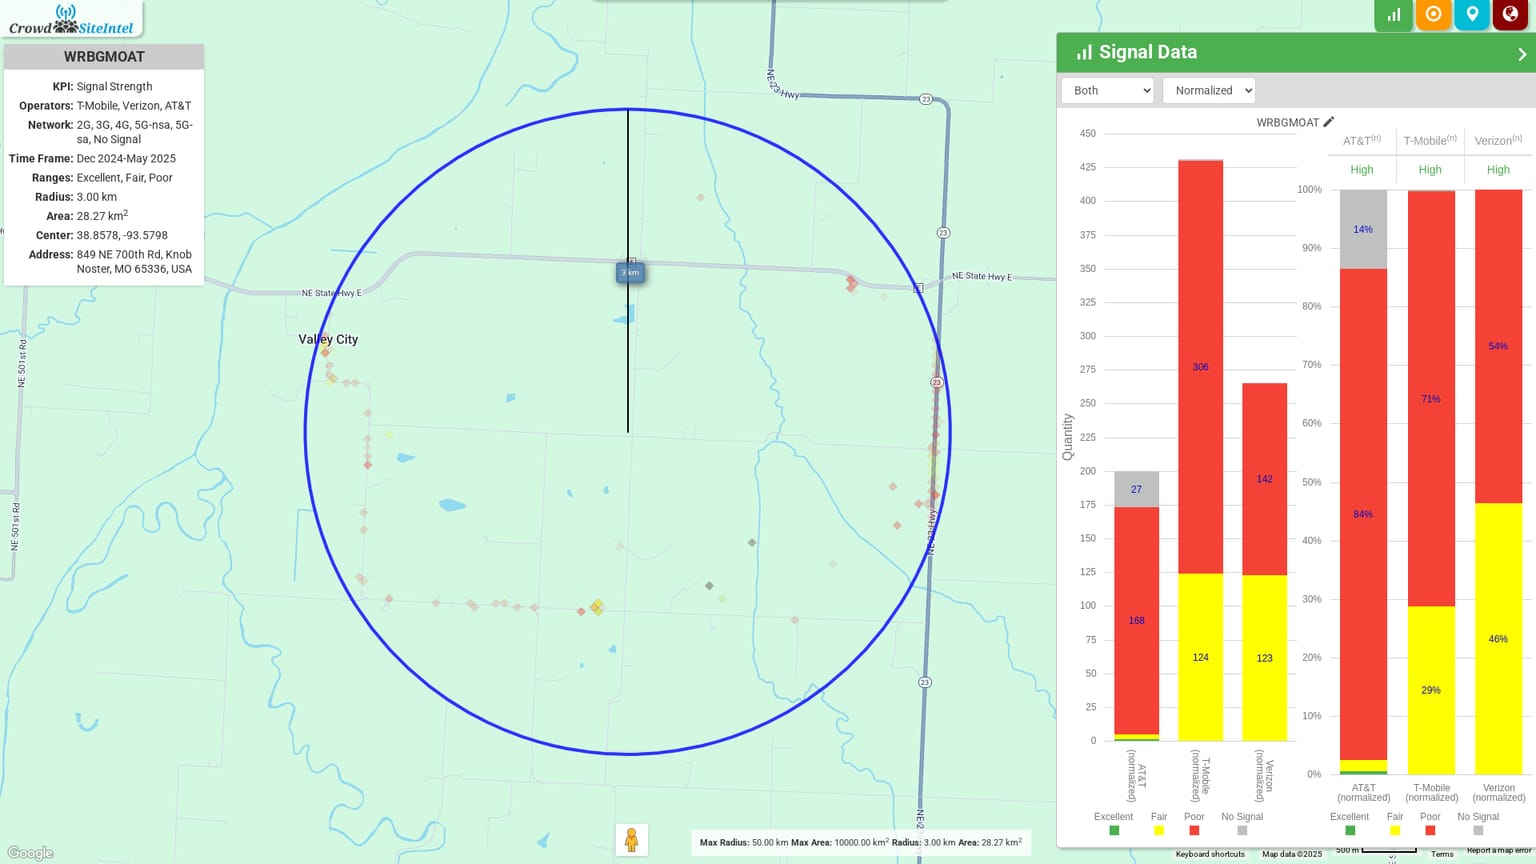 Crowd SiteIntel
WRBGMOAT
KPI: Signal Strength
Operators: T-Mobile, Verizon, AT&T
Network: 2G, 3G, 4G, 5G-nsa, 5G-
sa, No Signal
Time Frame: Dec 2024-May 2025
Ranges: Excellent, Fair, Poor
Radius: 3.00 km
Area: 28.27 km²
Center: 38.8578, -93.5798
Address: 849 NE 700th Rd, Knob
Noster, MO 65336, USA
NE 23 Hwy
23
23
E
3 km
NE State Hwy E
NE State Hwy E
Valley City
NE 501st Rd
23
NE 501st Rd
NE 23 Hwy
23
NE 2
Google
Max Radius: 50.00 km Max Area: 10000.00 km² Radius: 3.00 km Area: 28.27 km²
Signal Data
Both
Normalized
WRBGMOAT
Quantity
450
425
400
375
350
325
300
275
250
225
200
175
150
125
100
75
50
25
0
27
168
306
124
142
123
AT&T
(normalized)
T-Mobile
(normalized)
Verizon
(normalized)
Excellent Fair Poor No Signal
AT&T(n) T-Mobile(n) Verizon(n)
High High High
100%
90%
80%
70%
60%
50%
40%
30%
20%
10%
0%
14%
84%
71%
29%
54%
46%
AT&T
(normalized)
T-Mobile
(normalized)
Verizon
(normalized)
Excellent Fair Poor No Signal
Keyboard shortcuts Map data ©2025 500 m Terms Report a map error